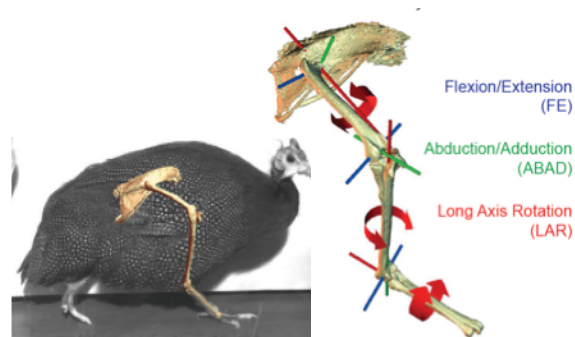 Flexion/Extension
(FE)
Abduction/Adduction
(ABAD)
Long Axis Rotation
(LAR)